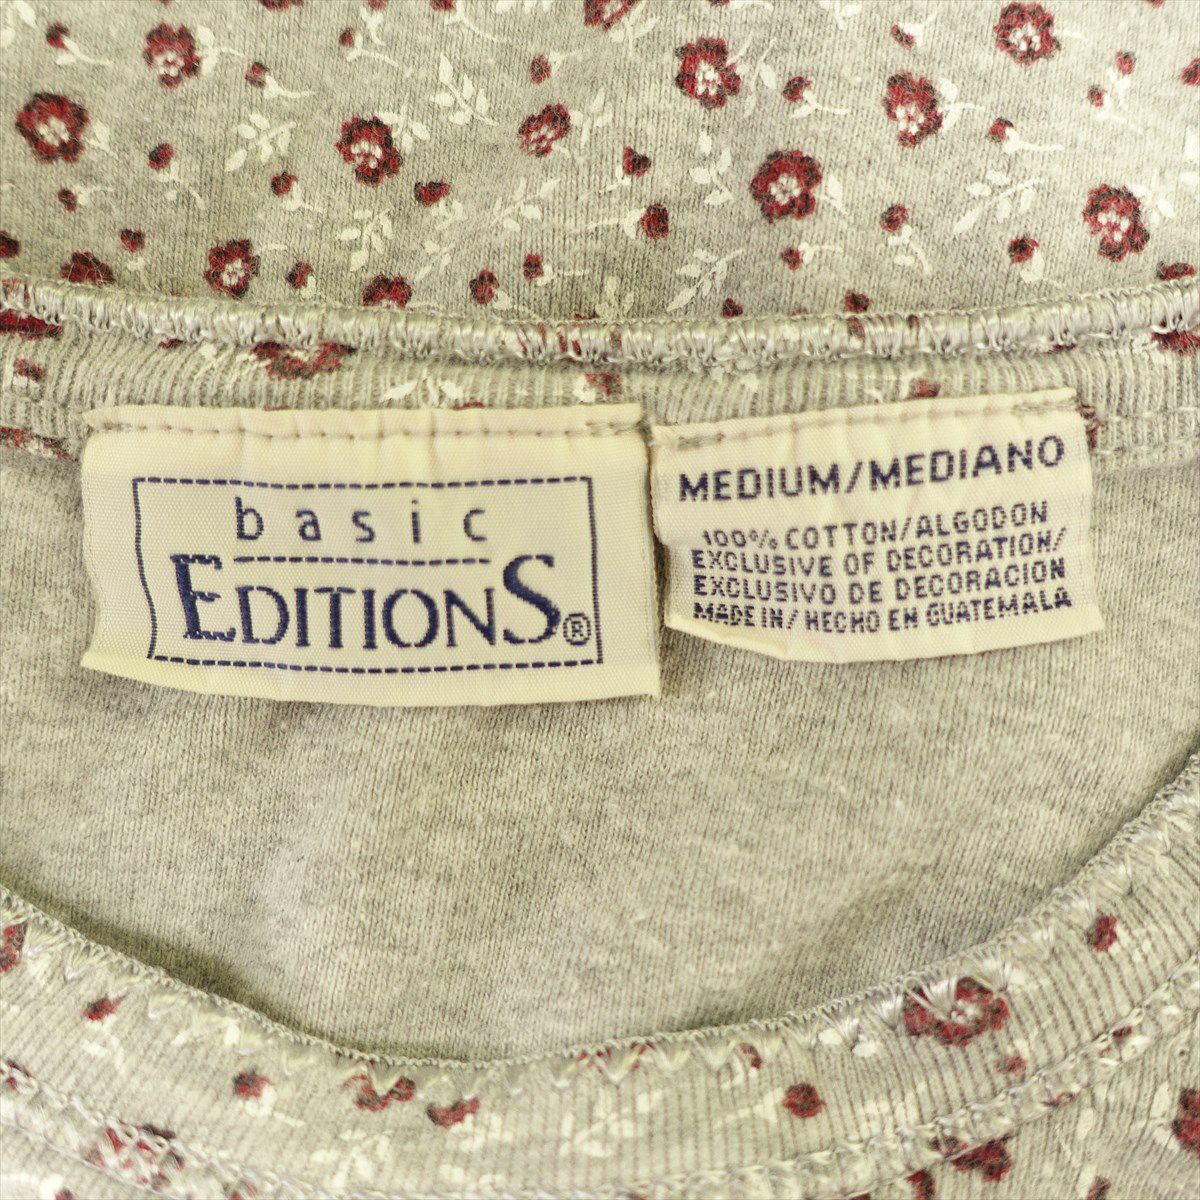 basic
EDITIONS®
MEDIUM/MEDIANO
100% COTTON/ALGODON
EXCLUSIVE OF DECORATION/
EXCLUSIVO DE DECORACION
MADE IN/HECHO EN GUATEMALA